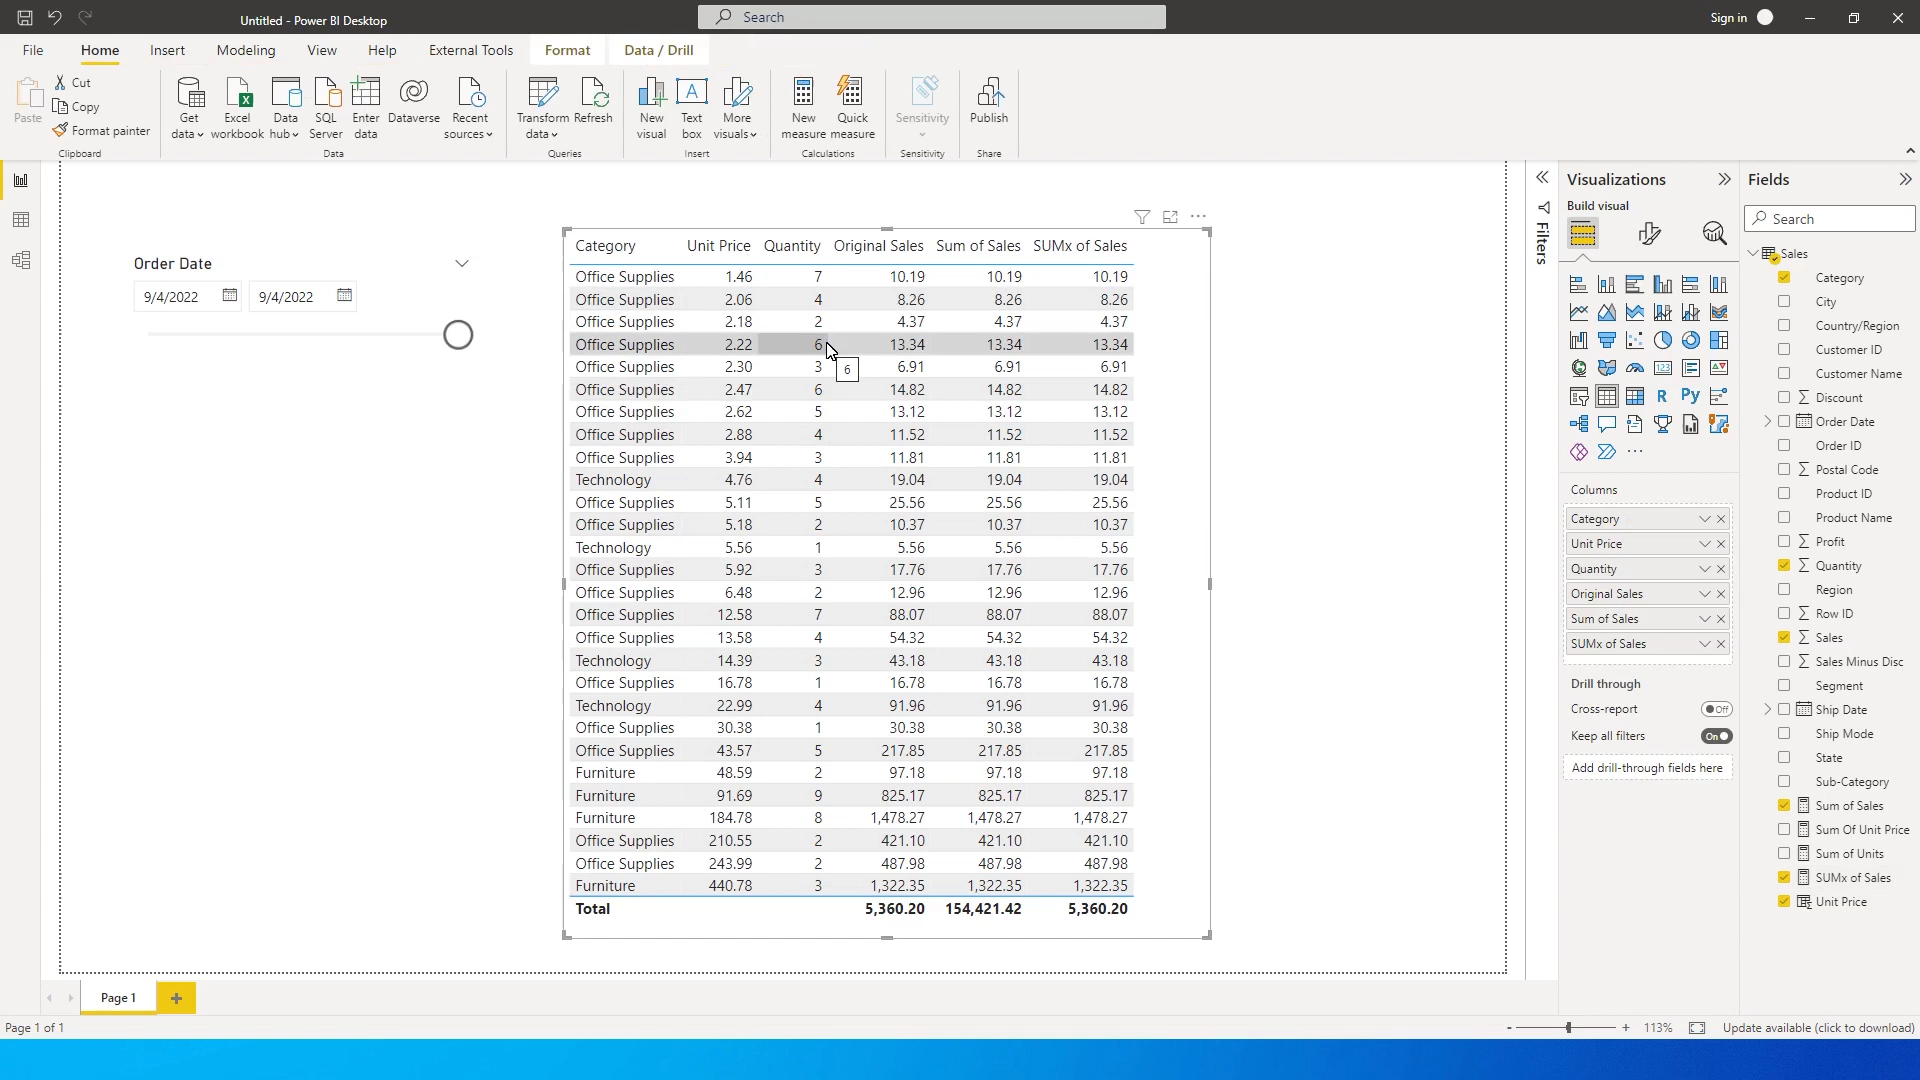 Untitled - Power BI Desktop
Search
Sign in
File
Home
Insert
Modeling
View
Help
External Tools
Format
Data / Drill
Paste
Cut
Copy
Format painter
Clipboard
Get data
Excel workbook
Data hub
SQL Server
Enter data
Dataverse
Recent sources
Data
Transform data
Refresh
Queries
New visual
Text box
More visuals
Insert
New measure
Quick measure
Calculations
Sensitivity
Sensitivity
Publish
Share
Order Date
9/4/2022 9/4/2022
Category Unit Price Quantity Original Sales Sum of Sales SUMx of Sales
Office Supplies 1.46 7 10.19 10.19 10.19
Office Supplies 2.06 4 8.26 8.26 8.26
Office Supplies 2.18 2 4.37 4.37 4.37
Office Supplies 2.22 6 13.34 13.34 13.34
Office Supplies 2.30 3 6.91 6.91 6.91
6
Office Supplies 2.47 6 14.82 14.82 14.82
Office Supplies 2.62 5 13.12 13.12 13.12
Office Supplies 2.88 4 11.52 11.52 11.52
Office Supplies 3.94 3 11.81 11.81 11.81
Technology 4.76 4 19.04 19.04 19.04
Office Supplies 5.11 5 25.56 25.56 25.56
Office Supplies 5.18 2 10.37 10.37 10.37
Technology 5.56 1 5.56 5.56 5.56
Office Supplies 5.92 3 17.76 17.76 17.76
Office Supplies 6.48 2 12.96 12.96 12.96
Office Supplies 12.58 7 88.07 88.07 88.07
Office Supplies 13.58 4 54.32 54.32 54.32
Technology 14.39 3 43.18 43.18 43.18
Office Supplies 16.78 1 16.78 16.78 16.78
Technology 22.99 4 91.96 91.96 91.96
Office Supplies 30.38 1 30.38 30.38 30.38
Office Supplies 43.57 5 217.85 217.85 217.85
Furniture 48.59 2 97.18 97.18 97.18
Furniture 91.69 9 825.17 825.17 825.17
Furniture 184.78 8 1,478.27 1,478.27 1,478.27
Office Supplies 210.55 2 421.10 421.10 421.10
Office Supplies 243.99 2 487.98 487.98 487.98
Furniture 440.78 3 1,322.35 1,322.35 1,322.35
Total 5,360.20 154,421.42 5,360.20
Filters
Visualizations
Build visual
123
R Py
Columns
Category
Unit Price
Quantity
Original Sales
Sum of Sales
SUMx of Sales
Drill through
Cross-report Off
Keep all filters On
Add drill-through fields here
Fields
Search
Sales
Category
City
Country/Region
Customer ID
Customer Name
Discount
Order Date
Order ID
Postal Code
Product ID
Product Name
Profit
Quantity
Region
Row ID
Sales
Sales Minus Disc
Segment
Ship Date
Ship Mode
State
Sub-Category
Sum of Sales
Sum Of Unit Price
Sum of Units
SUMx of Sales
Unit Price
Page 1
Page 1 of 1
- + 113%
Update available (click to download)